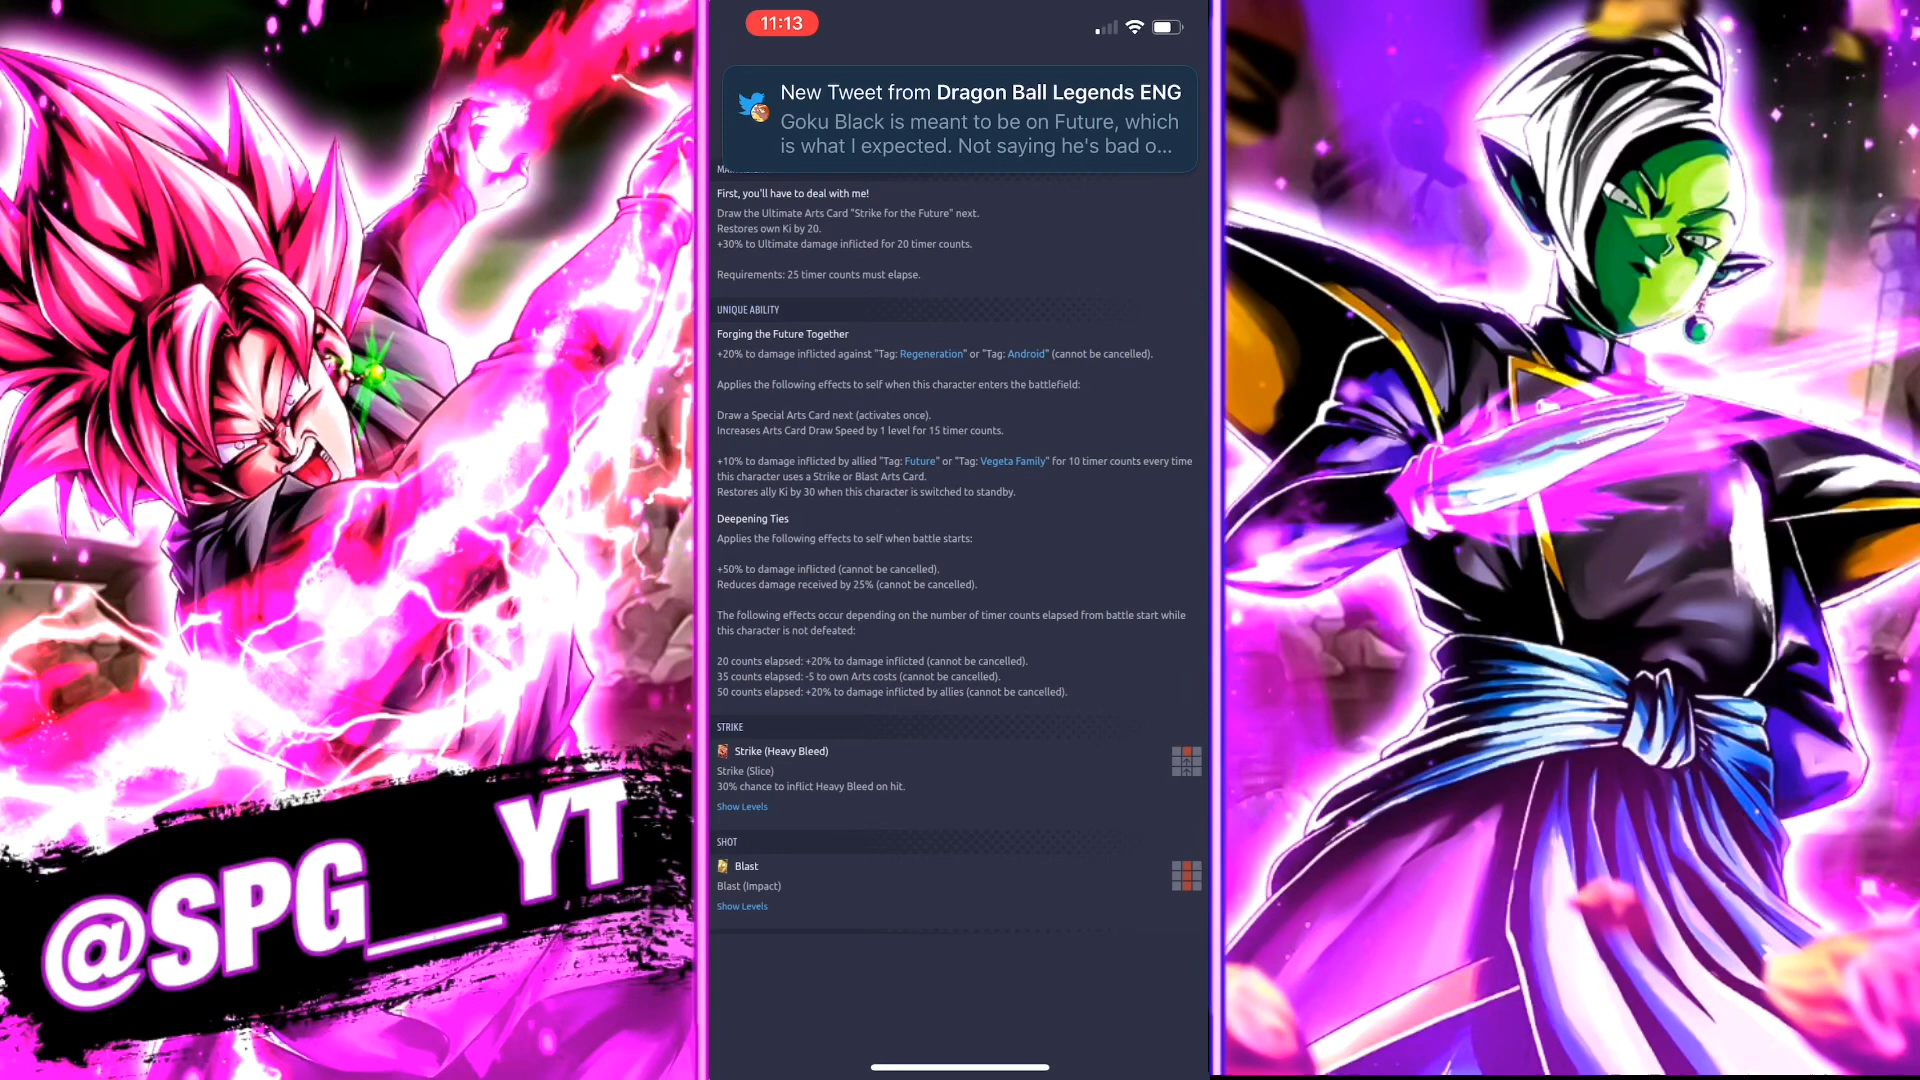 11:13
New Tweet from Dragon Ball Legends ENG
Goku Black is meant to be on Future, which
is what I expected. Not saying he's bad o...
First, you'll have to deal with me!
Draw the Ultimate Arts Card "Strike for the Future" next.
Restores own Ki by 20.
+30% to Ultimate damage inflicted for 20 timer counts.
Requirements: 25 timer counts must elapse.
UNIQUE ABILITY
Forging the Future Together
+20% to damage inflicted against "Tag: Regeneration" or "Tag: Android" (cannot be cancelled).
Applies the following effects to self when this character enters the battlefield:
Draw a Special Arts Card next (activates once).
Increases Arts Card Draw Speed by 1 level for 15 timer counts.
+10% to damage inflicted by allied "Tag: Future" or "Tag: Vegeta Family" for 10 timer counts every time
this character uses a Strike or Blast Arts Card.
Restores ally Ki by 30 when this character is switched to standby.
Deepening Ties
Applies the following effects to self when battle starts:
+50% to damage inflicted (cannot be cancelled).
Reduces damage received by 25% (cannot be cancelled).
The following effects occur depending on the number of timer counts elapsed from battle start while
this character is not defeated:
20 counts elapsed: +20% to damage inflicted (cannot be cancelled).
35 counts elapsed: -5 to own Arts costs (cannot be cancelled).
50 counts elapsed: +20% to damage inflicted by allies (cannot be cancelled).
STRIKE
Strike (Heavy Bleed)
Strike (Slice)
30% chance to inflict Heavy Bleed on hit.
Show Levels
SHOT
Blast
Blast (Impact)
Show Levels
@SPG__YT